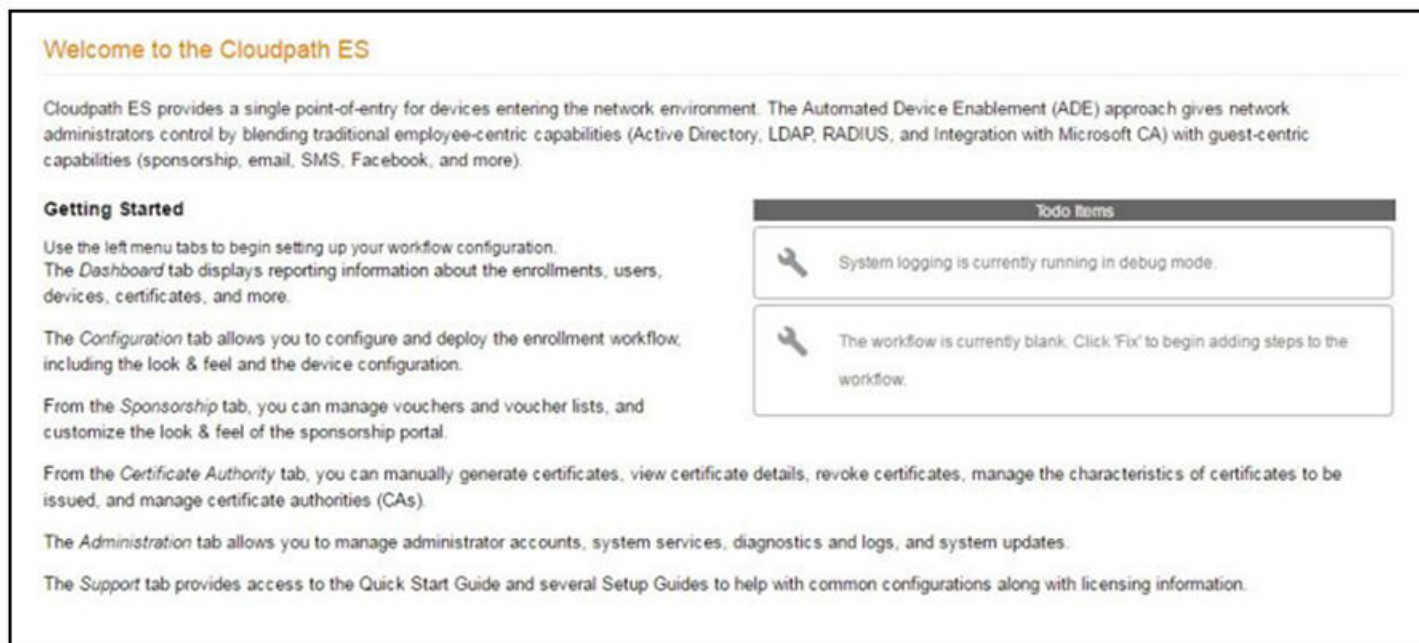 Welcome to the Cloudpath ES
Cloudpath ES provides a single point-of-entry for devices entering the network environment. The Automated Device Enablement (ADE) approach gives network
administrators control by blending traditional employee-centric capabilities (Active Directory, LDAP, RADIUS, and Integration with Microsoft CA) with guest-centric
capabilities (sponsorship, email, SMS, Facebook, and more).
Getting Started
Use the left menu tabs to begin setting up your workflow configuration.
The Dashboard tab displays reporting information about the enrollments, users,
devices, certificates, and more.
The Configuration tab allows you to configure and deploy the enrollment workflow,
including the look & feel and the device configuration.
From the Sponsorship tab, you can manage vouchers and voucher lists, and
customize the look & feel of the sponsorship portal.
Todo Items
System logging is currently running in debug mode.
The workflow is currently blank. Click 'Fix' to begin adding steps to the
workflow.
From the Certificate Authority tab, you can manually generate certificates, view certificate details, revoke certificates, manage the characteristics of certificates to be
issued, and manage certificate authorities (CAs).
The Administration tab allows you to manage administrator accounts, system services, diagnostics and logs, and system updates.
The Support tab provides access to the Quick Start Guide and several Setup Guides to help with common configurations along with licensing information.